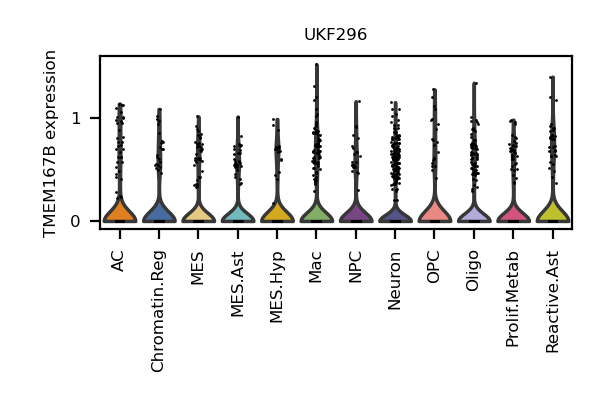 UKF296
TMEM167B expression
1
0
AC
Chromatin.Reg
MES
MES.Ast
MES.Hyp
Mac
NPC
Neuron
OPC
Oligo
Prolif.Metab
Reactive.Ast